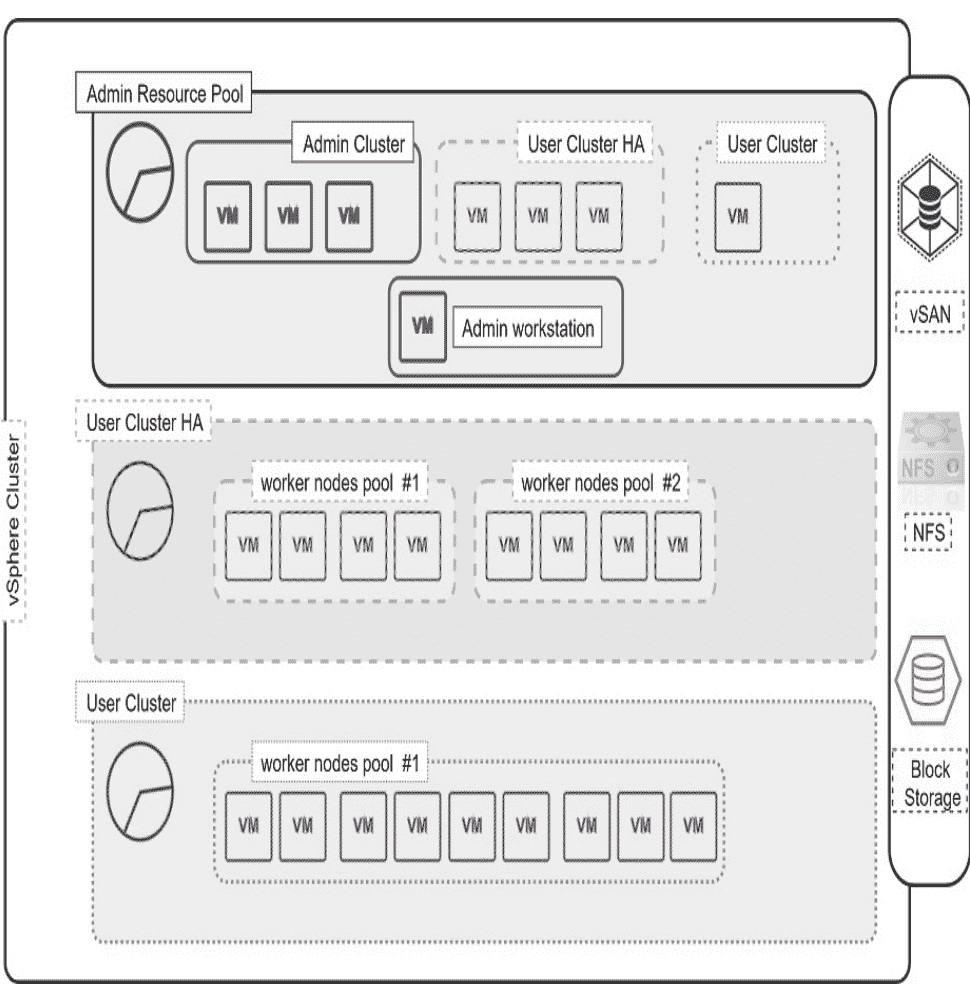 Admin Resource Pool
Admin Cluster
User Cluster HA
User Cluster
VM VM VM
VM VM VM
VM
VM
Admin workstation
vSAN
vSphere Cluster
User Cluster HA
worker nodes pool #1
worker nodes pool #2
VM VM VM VM
VM VM VM VM
NFS
NFS
User Cluster
worker nodes pool #1
VM VM VM VM VM VM VM VM VM
Block
Storage